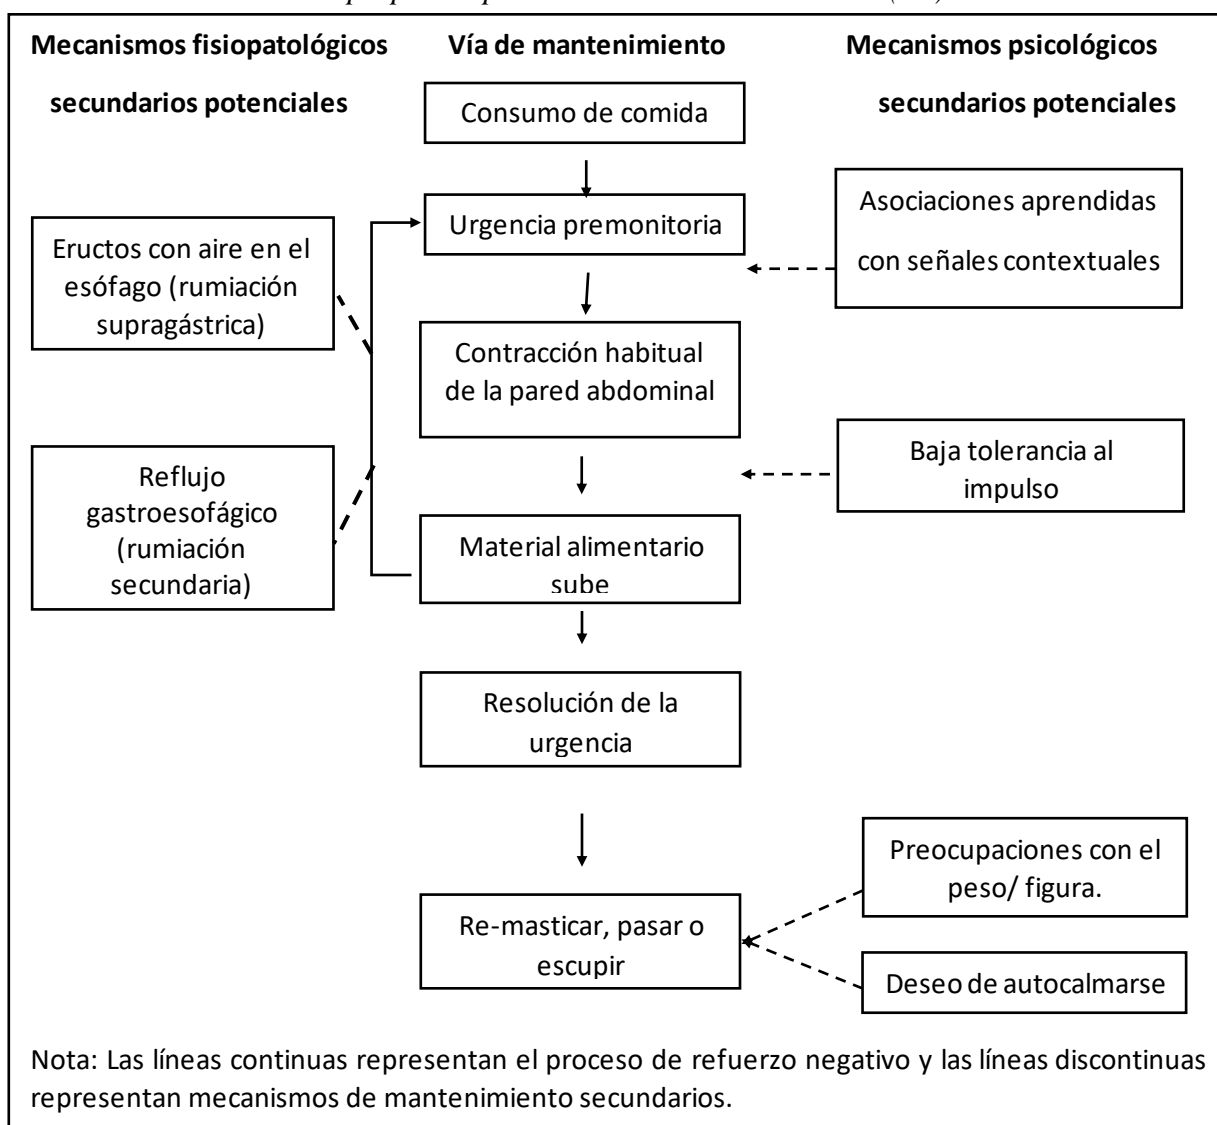 Mecanismos fisiopatológicos
secundarios potenciales
Vía de mantenimiento
Mecanismos psicológicos
secundarios potenciales
Consumo de comida
Urgencia premonitoria
Asociaciones aprendidas
con señales contextuales
Eructos con aire en el
esófago (rumiación
supragástrica)
Contracción habitual
de la pared abdominal
Baja tolerancia al
impulso
Reflujo
gastroesofágico
(rumiación
secundaria)
Material alimentario
sube
Resolución de la
urgencia
Preocupaciones con el
peso/ figura.
Re-masticar, pasar o
escupir
Deseo de autocalmarse
Nota: Las líneas continuas representan el proceso de refuerzo negativo y las líneas discontinuas
representan mecanismos de mantenimiento secundarios.